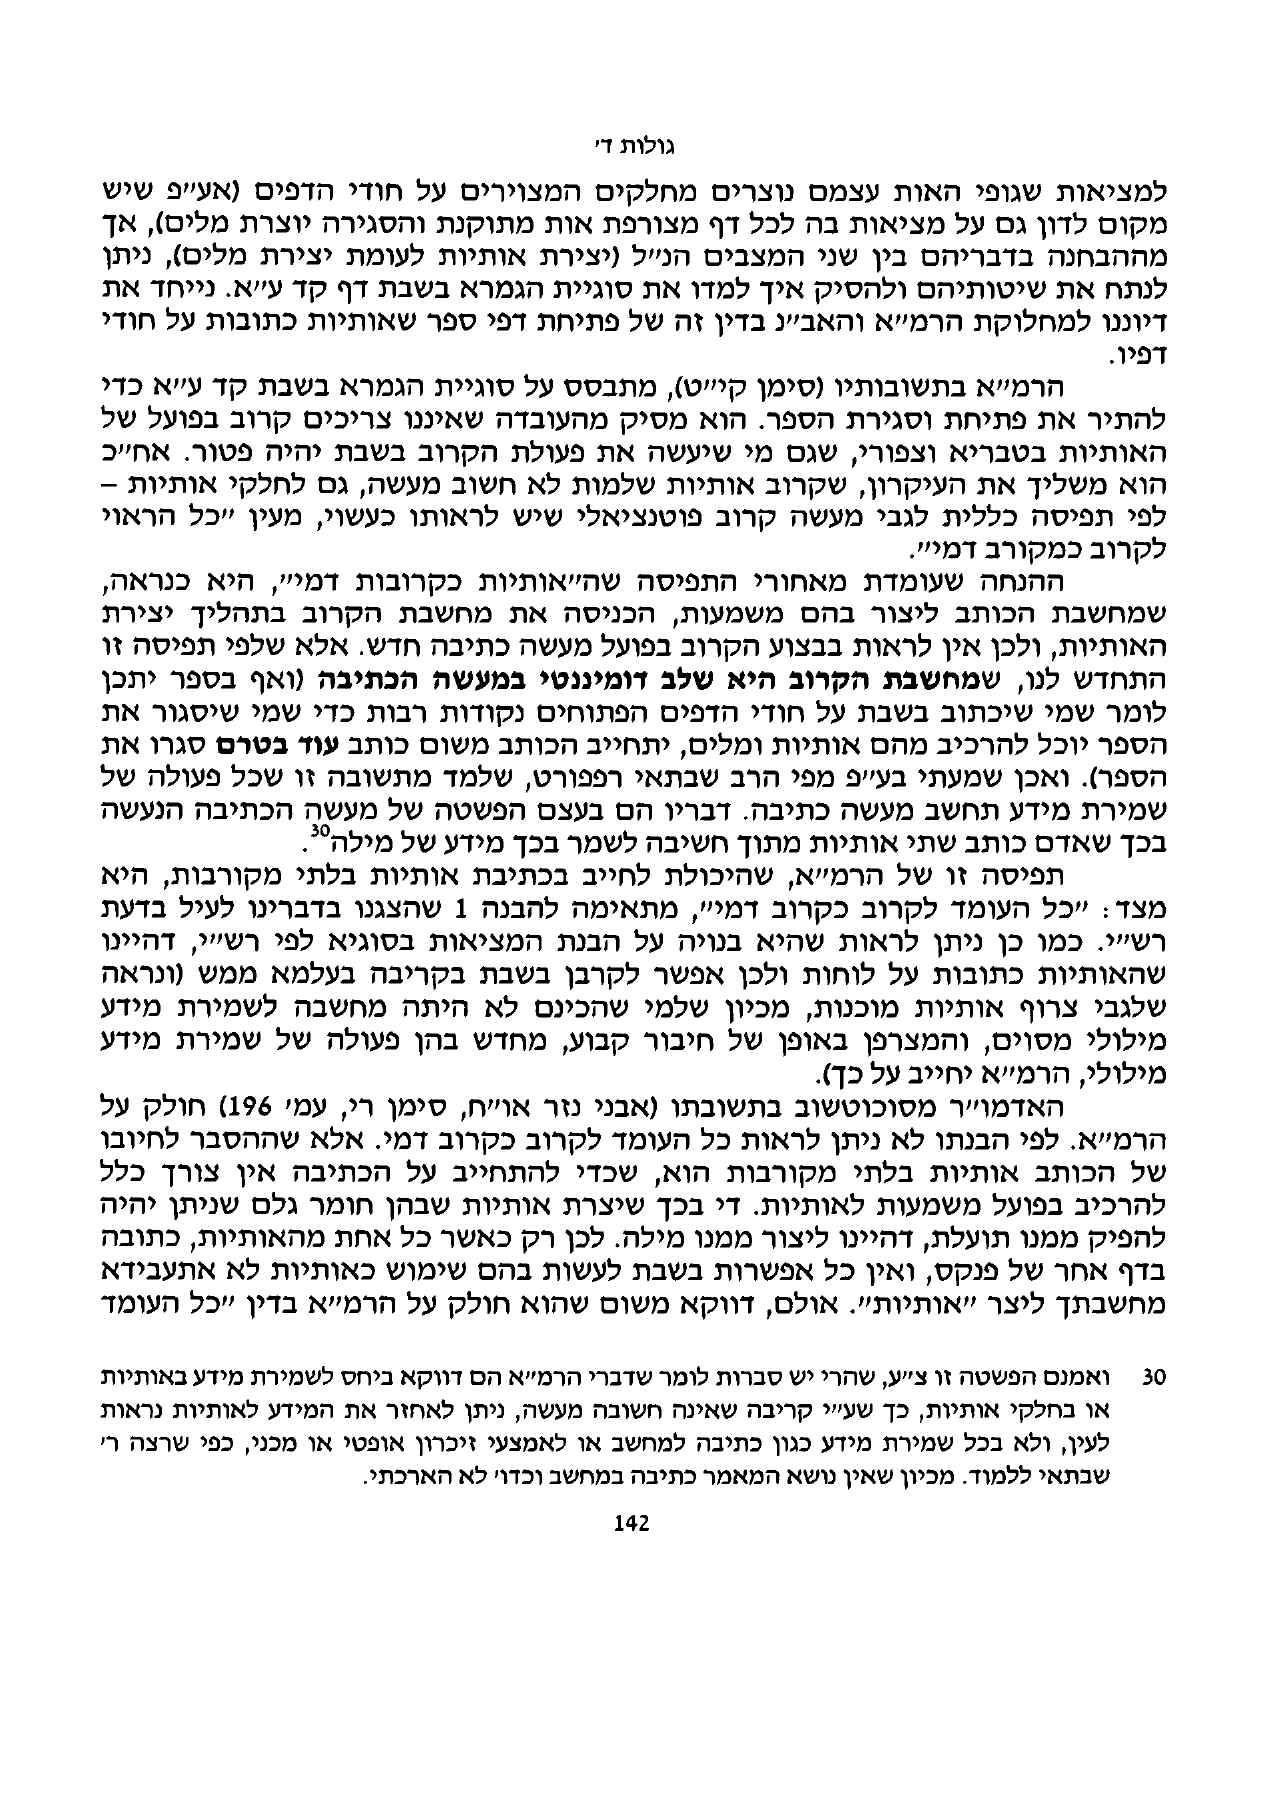 גולות ד׳
למציאות שגופי האות עצמם נוצרים מחלקים המצוירים על חודי הדפים (אע״פ שיש
מקום לדון גם על מציאות בה לכל דף מצורפת אות מתוקנת והסגירה יוצרת מלים), אך
מההבחנה בדבריהם בין שני המצבים הנ״ל (יצירת אותיות לעומת יצירת מלים), ניתן
לנתח את שיטותיהם ולהסיק איך למדו את סוגיית הגמרא בשבת דף קד ע״א. נייחד את
דיוננו למחלוקת הרמ״א והאב״נ בדין זה של פתיחת דפי ספר שאותיות כתובות על חודי
דפיו.
הרמ״א בתשובותיו (סימן קי״ט), מתבסס על סוגיית הגמרא בשבת קד ע״א כדי
להתיר את פתיחת וסגירת הספר. הוא מסיק מהעובדה שאיננו צריכים קרוב בפועל של
האותיות בטבריא וצפורי, שגם מי שיעשה את פעולת הקרוב בשבת יהיה פטור. אח״כ
הוא משליך את העיקרון, שקרוב אותיות שלמות לא חשוב מעשה, גם לחלקי אותיות –
לפי תפיסה כללית לגבי מעשה קרוב פוטנציאלי שיש לראותו כעשוי, מעין ״כל הראוי
לקרוב כמקורב דמי״.
ההנחה שעומדת מאחורי התפיסה שה״אותיות כקרובות דמי״, היא כנראה,
שמחשבת הכותב ליצור בהם משמעות, הכניסה את מחשבת הקרוב בתהליך יצירת
האותיות, ולכן אין לראות בבצוע הקרוב בפועל מעשה כתיבה חדש. אלא שלפי תפיסה זו
התחדש לנו, שמחשבת הקרוב היא שלב דומיננטי במעשה הכתיבה (ואף בספר יתכן
לומר שמי שיכתוב בשבת על חודי הדפים הפתוחים נקודות רבות כדי שמי שיסגור את
הספר יוכל להרכיב מהם אותיות ומלים, יתחייב הכותב משום כותב עוד בטרם סגרו את
הספר). ואכן שמעתי בע״פ מפי הרב שבתאי רפפורט, שלמד מתשובה זו שכל פעולה של
שמירת מידע תחשב מעשה כתיבה. דבריו הם בעצם הפשטה של מעשה הכתיבה הנעשה
בכך שאדם כותב שתי אותיות מתוך חשיבה לשמר בכך מידע של מילה30.
תפיסה זו של הרמ״א, שהיכולת לחייב בכתיבת אותיות בלתי מקורבות, היא
מצד: ״כל העומד לקרוב כקרוב דמי״, מתאימה להבנה 1 שהצגנו בדברינו לעיל בדעת
רש״י. כמו כן ניתן לראות שהיא בנויה על הבנת המציאות בסוגיא לפי רש״י, דהיינו
שהאותיות כתובות על לוחות ולכן אפשר לקרבן בשבת בקריבה בעלמא ממש (ונראה
שלגבי צרוף אותיות מוכנות, מכיון שלמי שהכינם לא היתה מחשבה לשמירת מידע
מילולי מסוים, והמצרפן באופן של חיבור קבוע, מחדש בהן פעולה של שמירת מידע
מילולי, הרמ״א יחייב על כך).
האדמו״ר מסוכוטשוב בתשובתו (אבני נזר או״ח, סימן רי, עמ׳ 196) חולק על
הרמ״א. לפי הבנתו לא ניתן לראות כל העומד לקרוב כקרוב דמי. אלא שההסבר לחיובו
של הכותב אותיות בלתי מקורבות הוא, שכדי להתחייב על הכתיבה אין צורך כלל
להרכיב בפועל משמעות לאותיות. די בכך שיצרת אותיות שבהן חומר גלם שניתן יהיה
להפיק ממנו תועלת, דהיינו ליצור ממנו מילה. לכן רק כאשר כל אחת מהאותיות, כתובה
בדף אחר של פנקס, ואין כל אפשרות בשבת לעשות בהם שימוש כאותיות לא אתעבידא
מחשבתך ליצר ״אותיות״. אולם, דווקא משום שהוא חולק על הרמ״א בדין ״כל העומד
30 ואמנם הפשטה זו צ״ע, שהרי יש סברות לומר שדברי הרמ״א הם דווקא ביחס לשמירת מידע באותיות
או בחלקי אותיות, כך שע״י קריבה שאינה חשובה מעשה, ניתן לאחזר את המידע לאותיות נראות
לעין, ולא בכל שמירת מידע כגון כתיבה למחשב או לאמצעי זיכרון אופטי או מכני, כפי שרצה ר׳
שבתאי ללמוד. מכיון שאין נושא המאמר כתיבה במחשב וכדו׳ לא הארכתי.
142